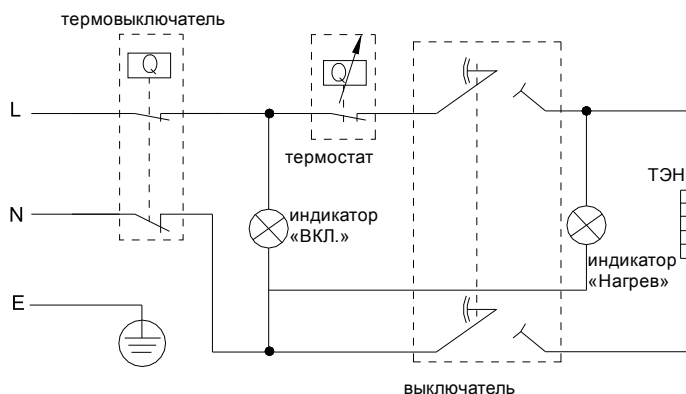 термовыключатель
Q
Q
L
термостат
ТЭН
N
индикатор
«ВКЛ.»
индикатор
«Нагрев»
E
выключатель